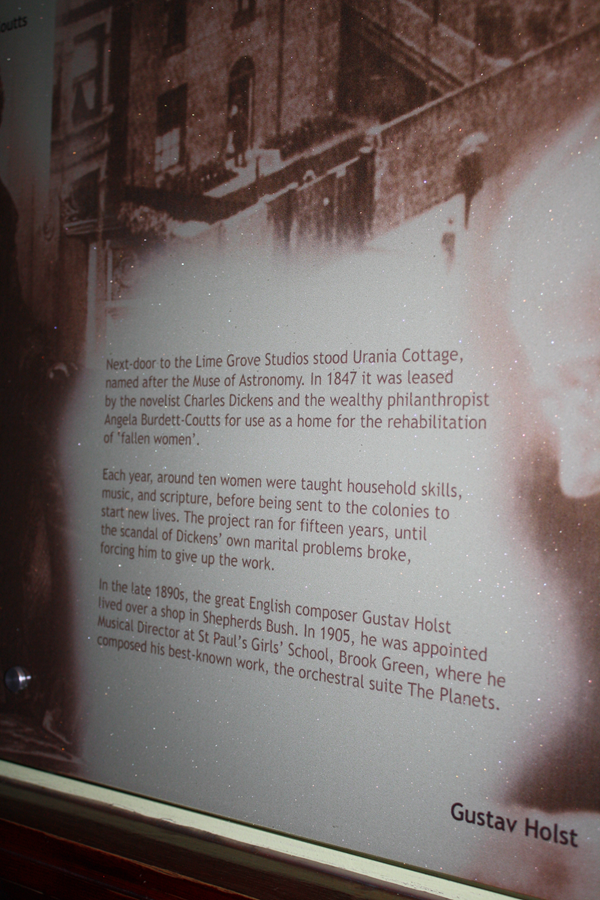 outts
Next-door to the Lime Grove Studios stood Urania Cottage,
named after the Muse of Astronomy. In 1847 it was leased
by the novelist Charles Dickens and the wealthy philanthropist
Angela Burdett-Coutts for use as a home for the rehabilitation
of 'fallen women'.
Each year, around ten women were taught household skills,
music, and scripture, before being sent to the colonies to
start new lives. The project ran for fifteen years, until
the scandal of Dickens' own marital problems broke,
forcing him to give up the work.
In the late 1890s, the great English composer Gustav Holst
lived over a shop in Shepherds Bush. In 1905, he was appointed
Musical Director at St Paul's Girls' School, Brook Green, where he
composed his best-known work, the orchestral suite The Planets.
Gustav Holst